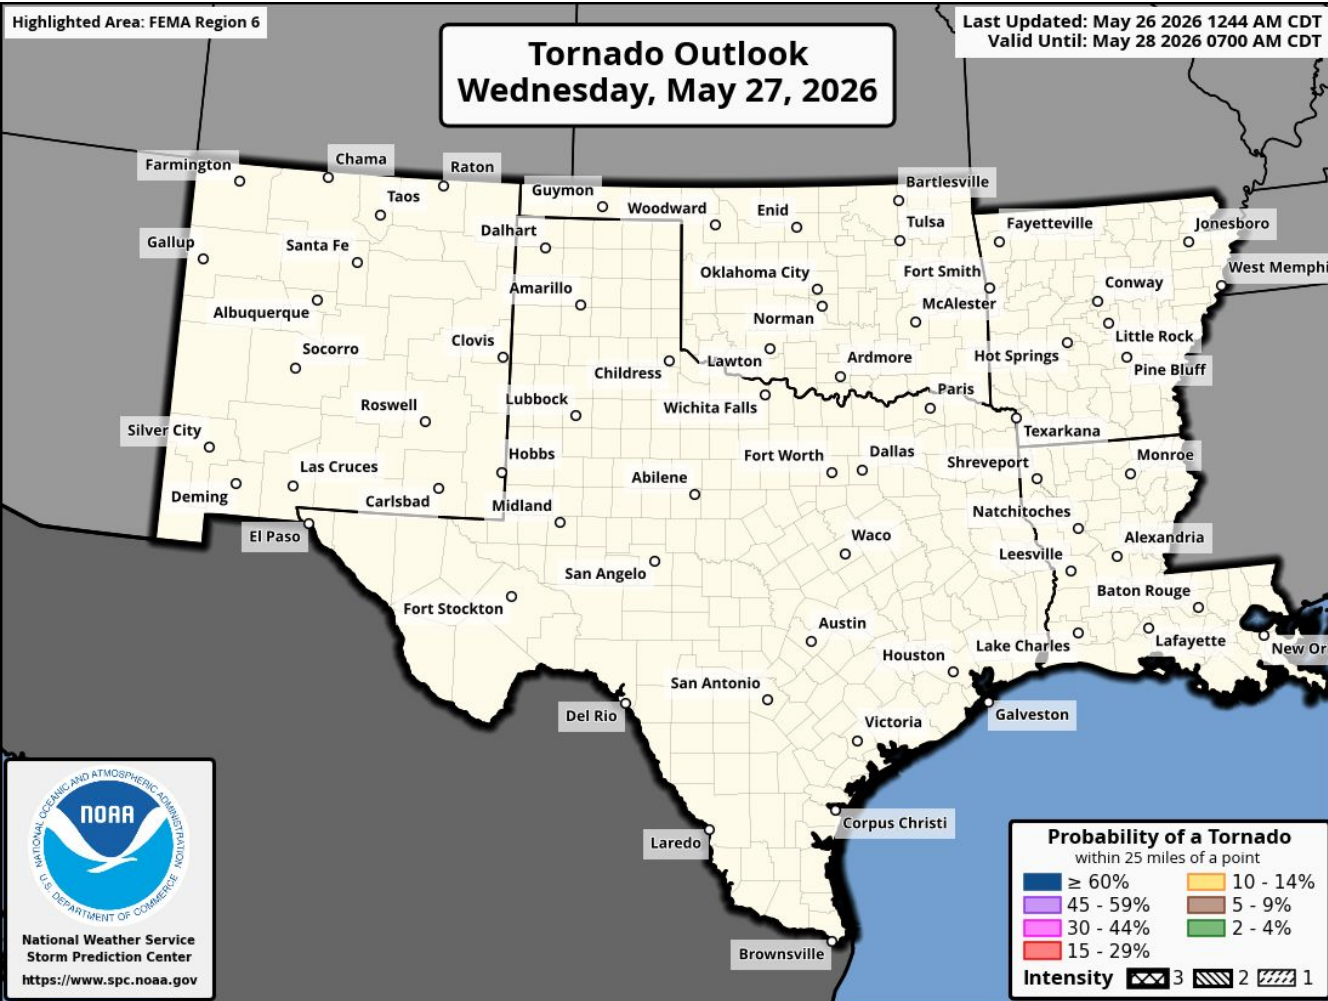 Highlighted Area: FEMA Region 6
Last Updated: May 26 2026 1244 AM CDT
Valid Until: May 28 2026 0700 AM CDT
Tornado Outlook
Wednesday, May 27, 2026
Farmington
Chama
Raton
Taos
Guymon
Woodward
Enid
Bartlesville
Tulsa
Fayetteville
Jonesboro
Gallup
Santa Fe
Dalhart
Oklahoma City
Fort Smith
West Memphi
Albuquerque
Amarillo
Norman
McAlester
Conway
Socorro
Clovis
Childress
Lawton
Ardmore
Hot Springs
Little Rock
Pine Bluff
Roswell
Lubbock
Wichita Falls
Paris
Texarkana
Silver City
Las Cruces
Hobbs
Abilene
Fort Worth
Dallas
Shreveport
Monroe
Deming
Carlsbad
Midland
Natchitoches
El Paso
Waco
Leesville
Alexandria
San Angelo
Fort Stockton
Baton Rouge
Austin
Houston
Lake Charles
Lafayette
New Or
San Antonio
Del Rio
Victoria
Galveston
Laredo
Corpus Christi
Brownsville
NATIONAL OCEANIC AND ATMOSPHERIC ADMINISTRATION
NOAA
U.S. DEPARTMENT OF COMMERCE
National Weather Service
Storm Prediction Center
https://www.spc.noaa.gov
Probability of a Tornado
within 25 miles of a point
≥ 60% 10 - 14%
45 - 59% 5 - 9%
30 - 44% 2 - 4%
15 - 29%
Intensity 3 2 1